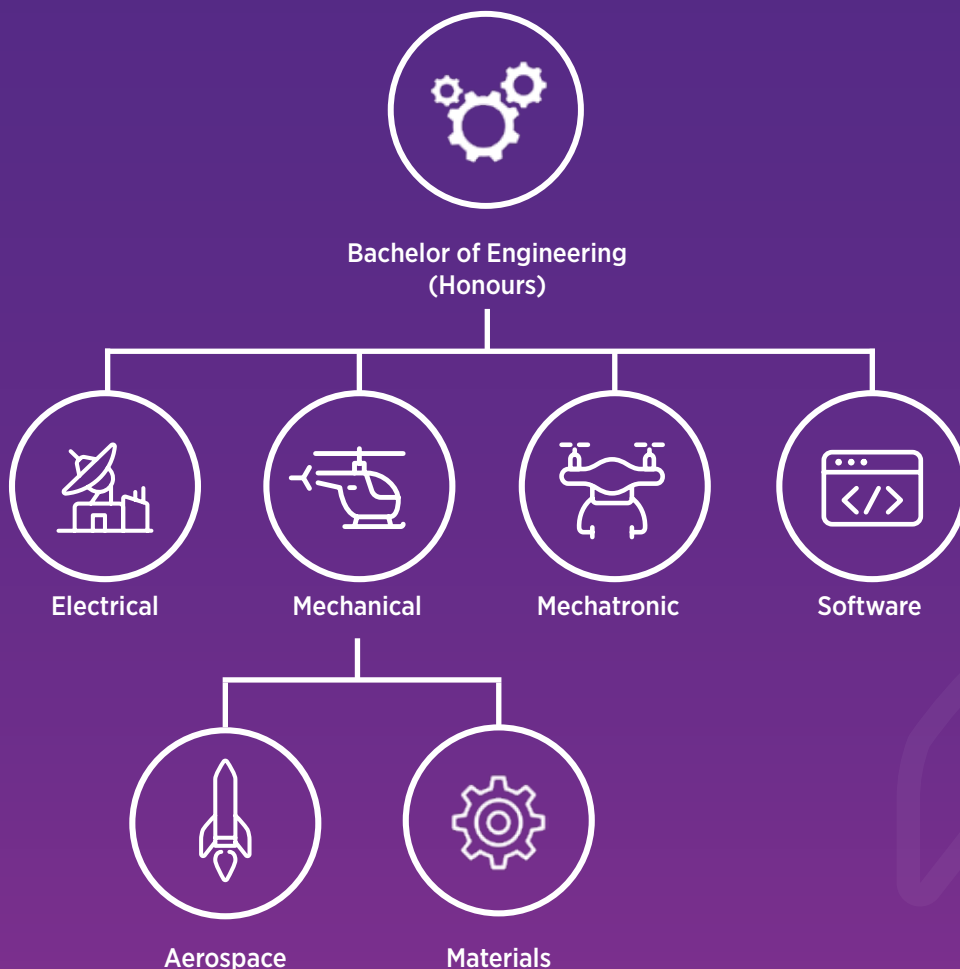 Bachelor of Engineering
(Honours)
Electrical
Mechanical
Mechatronic
Software
Aerospace
Materials